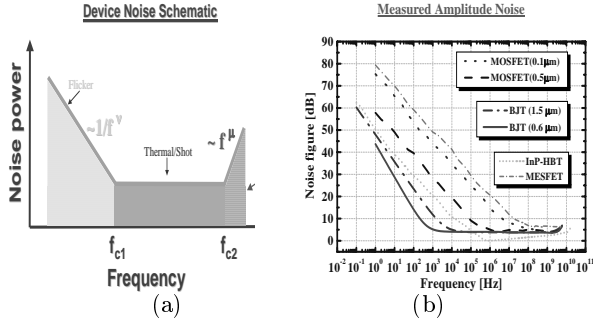 Device Noise Schematic
Noise power
Flicker
~1/f ν
Thermal/Shot
~ f μ
f c1
f c2
Frequency
(a)
Measured Amplitude Noise
Noise figure [dB]
90
80
70
60
50
40
30
20
10
0
MOSFET(0.1μm)
MOSFET(0.5μm)
BJT (1.5 μm)
BJT (0.6 μm)
InP-HBT
MESFET
10^-2 10^-1 10^0 10^1 10^2 10^3 10^4 10^5 10^6 10^7 10^8 10^9 10^10 10^11
Frequency [Hz]
(b)